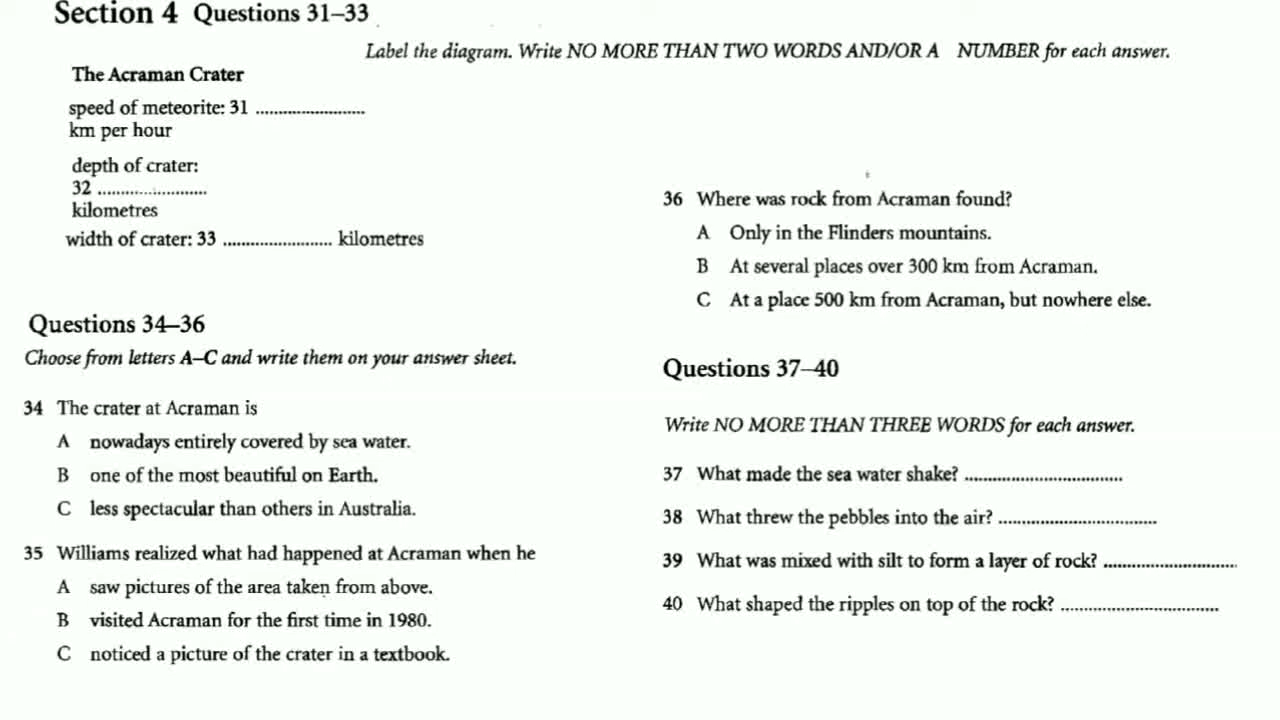 Section 4 Questions 31–33
Label the diagram. Write NO MORE THAN TWO WORDS AND/OR A NUMBER for each answer.
The Acraman Crater
speed of meteorite: 31 ........................
km per hour
depth of crater:
32 ........................
kilometres
width of crater: 33 ........................ kilometres
Questions 34–36
Choose from letters A–C and write them on your answer sheet.
34 The crater at Acraman is
A nowadays entirely covered by sea water.
B one of the most beautiful on Earth.
C less spectacular than others in Australia.
35 Williams realized what had happened at Acraman when he
A saw pictures of the area taken from above.
B visited Acraman for the first time in 1980.
C noticed a picture of the crater in a textbook.
36 Where was rock from Acraman found?
A Only in the Flinders mountains.
B At several places over 300 km from Acraman.
C At a place 500 km from Acraman, but nowhere else.
Questions 37–40
Write NO MORE THAN THREE WORDS for each answer.
37 What made the sea water shake? ................................
38 What threw the pebbles into the air? ................................
39 What was mixed with silt to form a layer of rock? ................................
40 What shaped the ripples on top of the rock? ................................